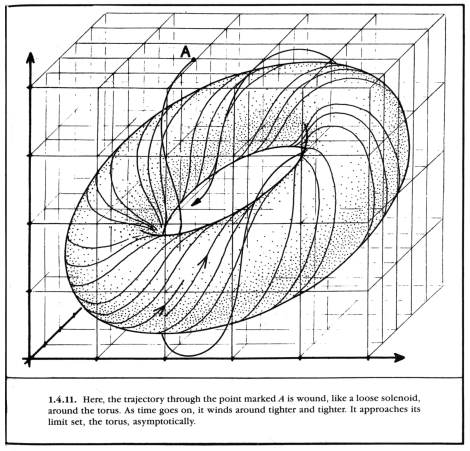 A
1.4.11. Here, the trajectory through the point marked A is wound, like a loose solenoid,
around the torus. As time goes on, it winds around tighter and tighter. It approaches its
limit set, the torus, asymptotically.